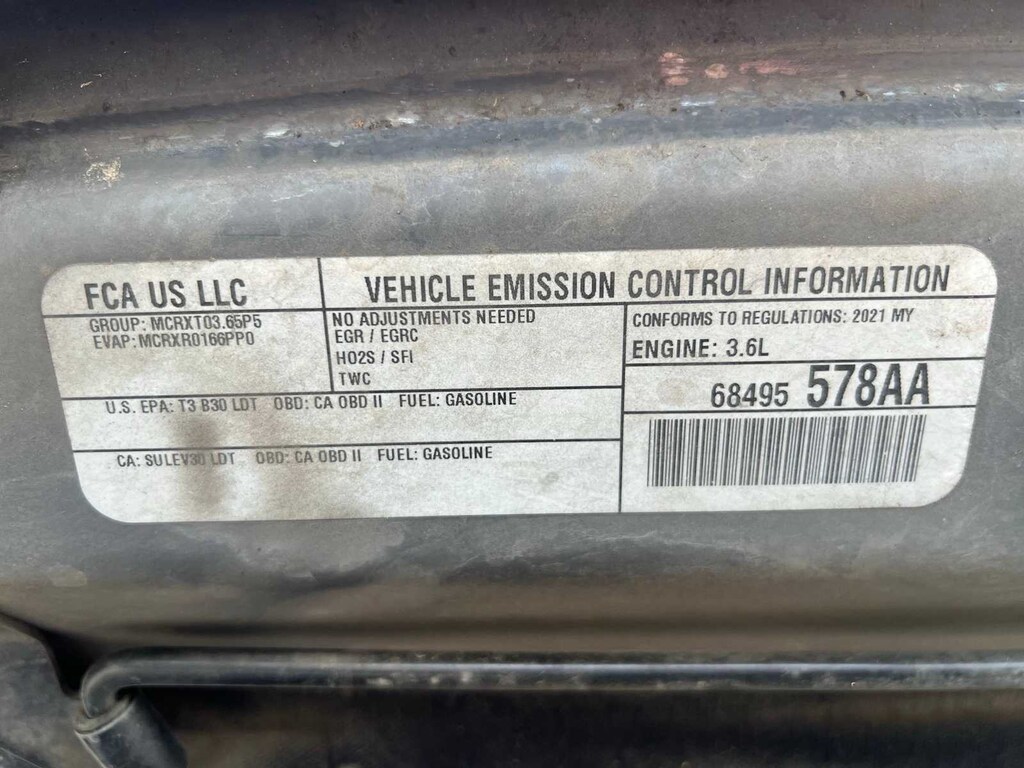 FCA US LLC
VEHICLE EMISSION CONTROL INFORMATION
GROUP: MCRXT03.65P5
EVAP: MCRXR0166PP0
NO ADJUSTMENTS NEEDED
EGR / EGRC
HO2S / SFI
TWC
CONFORMS TO REGULATIONS: 2021 MY
ENGINE: 3.6L
68495 578AA
U.S. EPA: T3 B30 LDT OBD: CA OBD II FUEL: GASOLINE
CA: SULEV30 LDT OBD: CA OBD II FUEL: GASOLINE